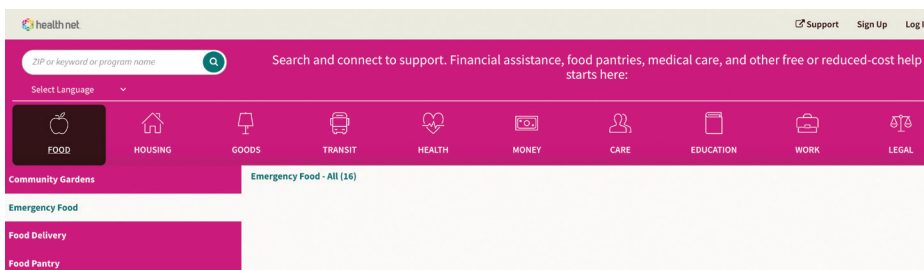 health net
Support Sign Up
ZIP or keyword or program name
Search and connect to support. Financial assistance, food pantries, medical care, and other free or reduced-cost help
starts here:
Select Language
FOOD HOUSING GOODS TRANSIT HEALTH MONEY CARE EDUCATION WORK LEGAL
Community Gardens
Emergency Food - All (16)
Emergency Food
Food Delivery
Food Pantry